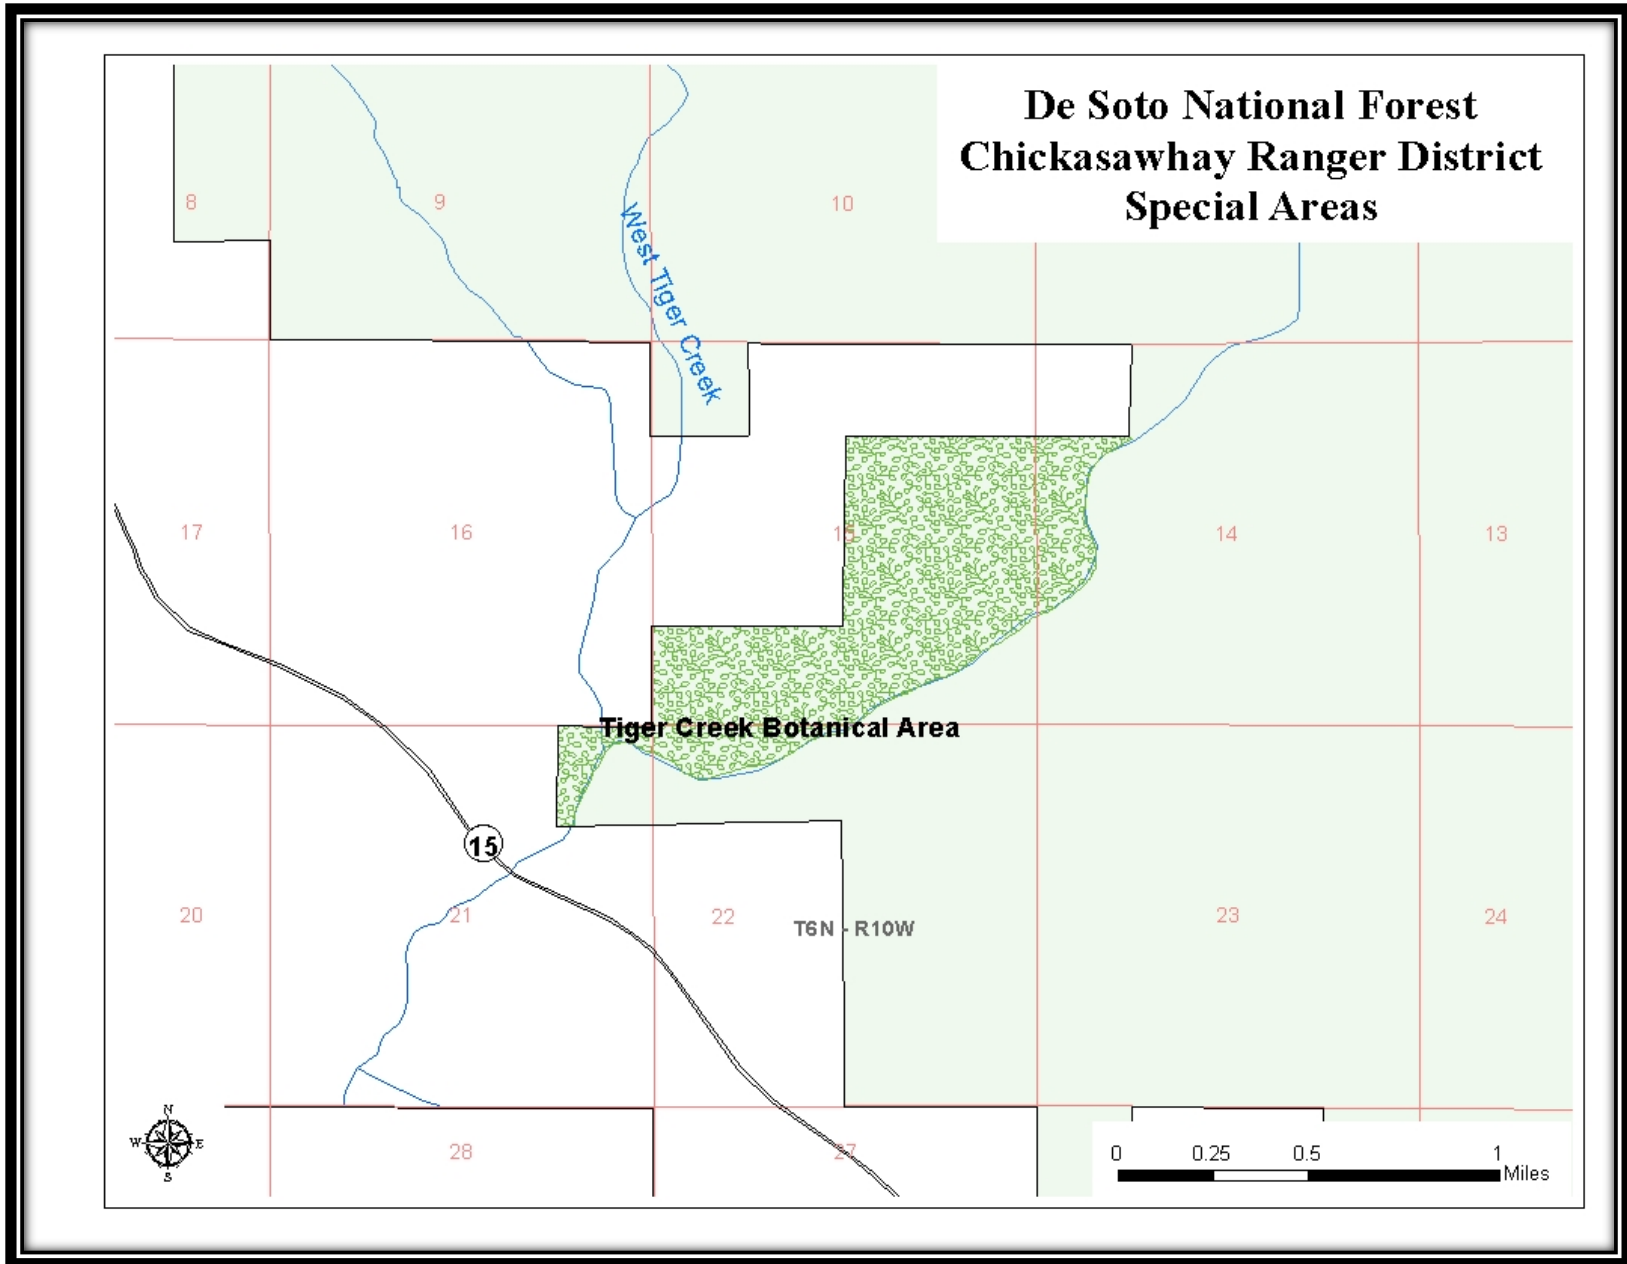 De Soto National Forest
Chickasawhay Ranger District
Special Areas
8
9
10
West Tiger Creek
17
16
15
14
13
Tiger Creek Botanical Area
15
20
21
22
T6N - R10W
23
24
28
27
N
W
E
S
0
0.25
0.5
1
Miles